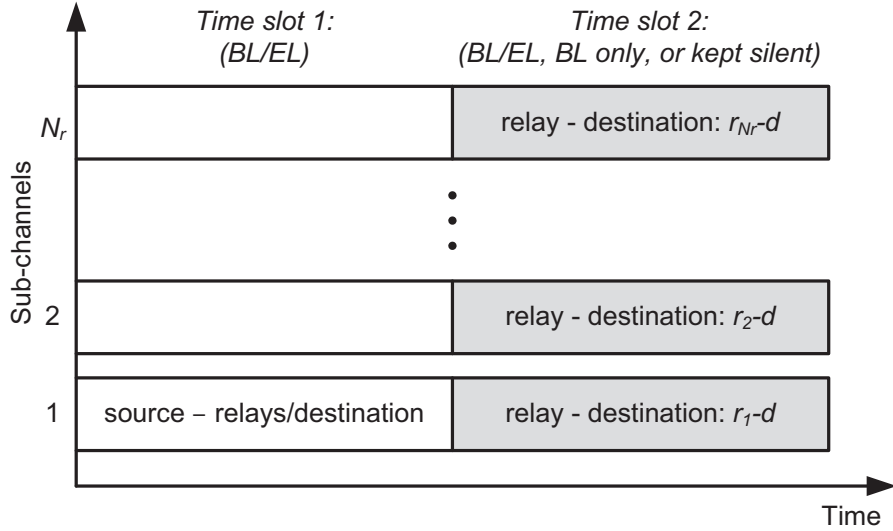 Time slot 1:
(BL/EL)
Time slot 2:
(BL/EL, BL only, or kept silent)
Sub-channels
Nr
relay - destination: rNr-d
2
relay - destination: r2-d
1
source – relays/destination
relay - destination: r1-d
Time